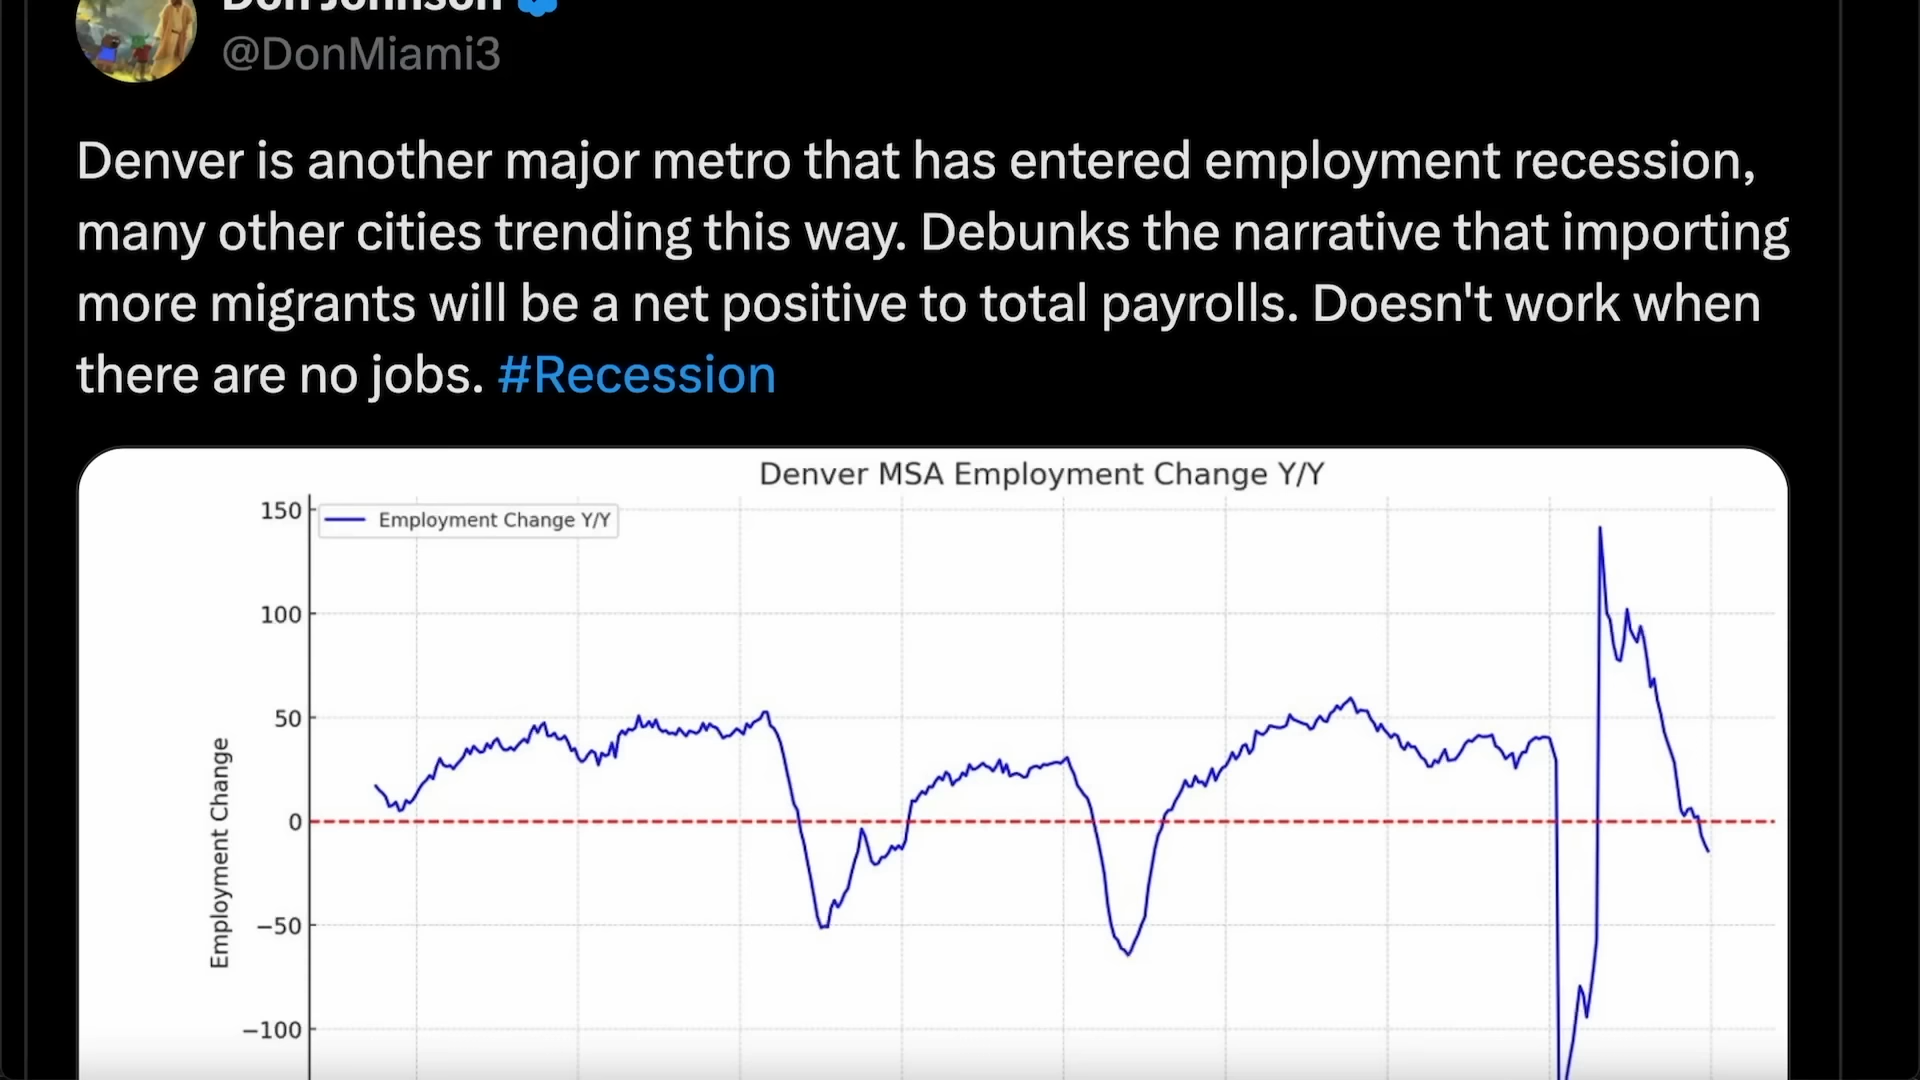 Don Johnson
@DonMiami3
Denver is another major metro that has entered employment recession,
many other cities trending this way. Debunks the narrative that importing
more migrants will be a net positive to total payrolls. Doesn't work when
there are no jobs. #Recession
Denver MSA Employment Change Y/Y
Employment Change Y/Y
150
100
50
0
−50
−100
Employment Change